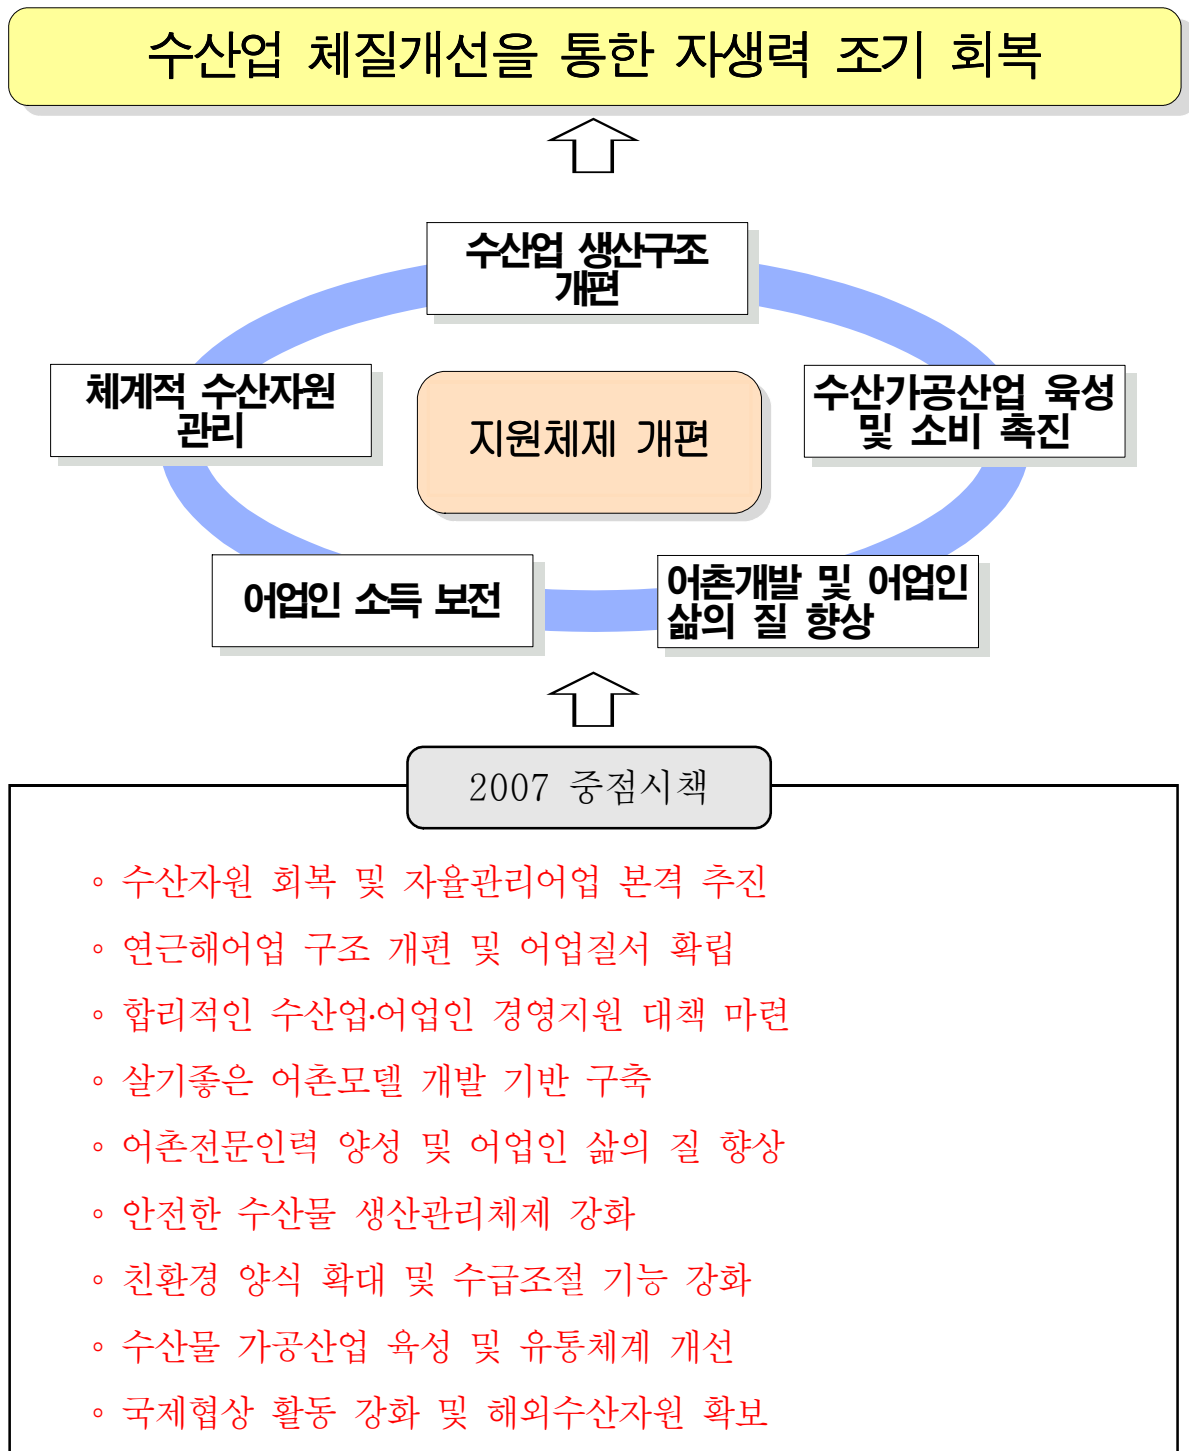 수산업 체질개선을 통한 자생력 조기 회복
수산업 생산구조
개편
체계적 수산자원
관리
지원체제 개편
수산가공산업 육성
및 소비 촉진
어업인 소득 보전
어촌개발 및 어업인
삶의 질 향상
2007 중점시책
◦ 수산자원 회복 및 자율관리어업 본격 추진
◦ 연근해어업 구조 개편 및 어업질서 확립
◦ 합리적인 수산업·어업인 경영지원 대책 마련
◦ 살기좋은 어촌모델 개발 기반 구축
◦ 어촌전문인력 양성 및 어업인 삶의 질 향상
◦ 안전한 수산물 생산관리체제 강화
◦ 친환경 양식 확대 및 수급조절 기능 강화
◦ 수산물 가공산업 육성 및 유통체계 개선
◦ 국제협상 활동 강화 및 해외수산자원 확보